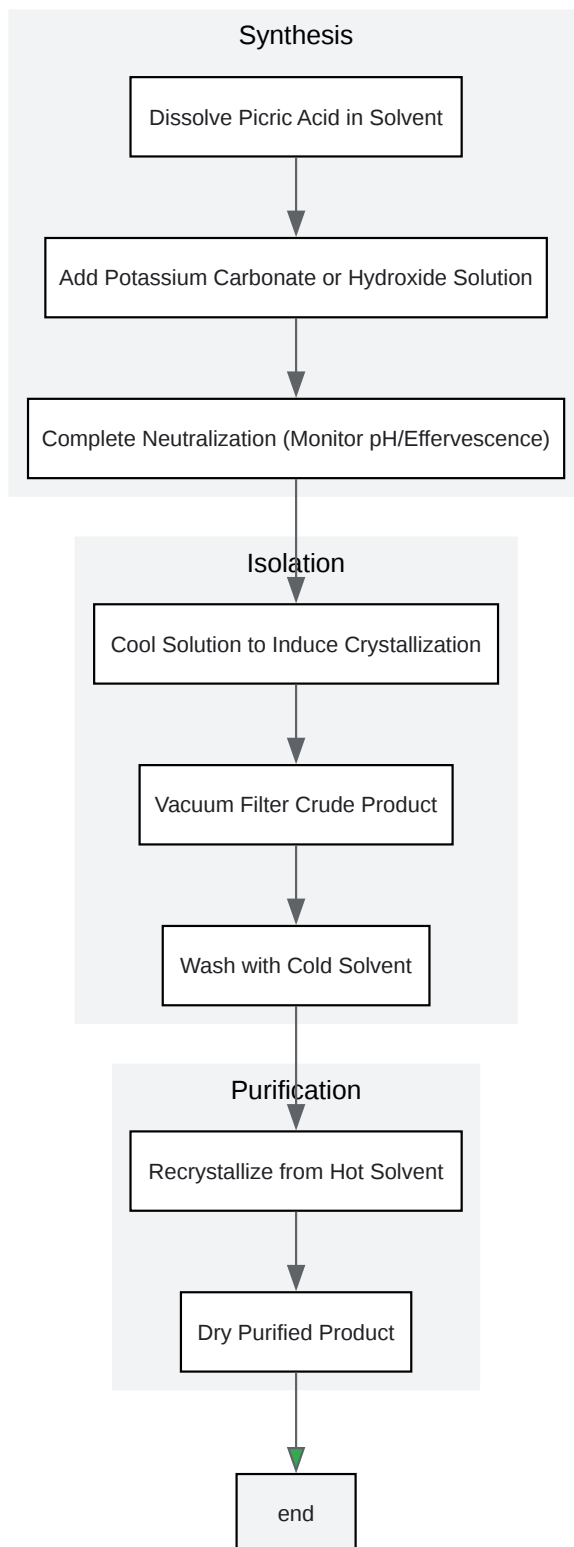 Synthesis
Dissolve Picric Acid in Solvent
Add Potassium Carbonate or Hydroxide Solution
Complete Neutralization (Monitor pH/Effervescence)
Isolation
Cool Solution to Induce Crystallization
Vacuum Filter Crude Product
Wash with Cold Solvent
Purification
Recrystallize from Hot Solvent
Dry Purified Product
end